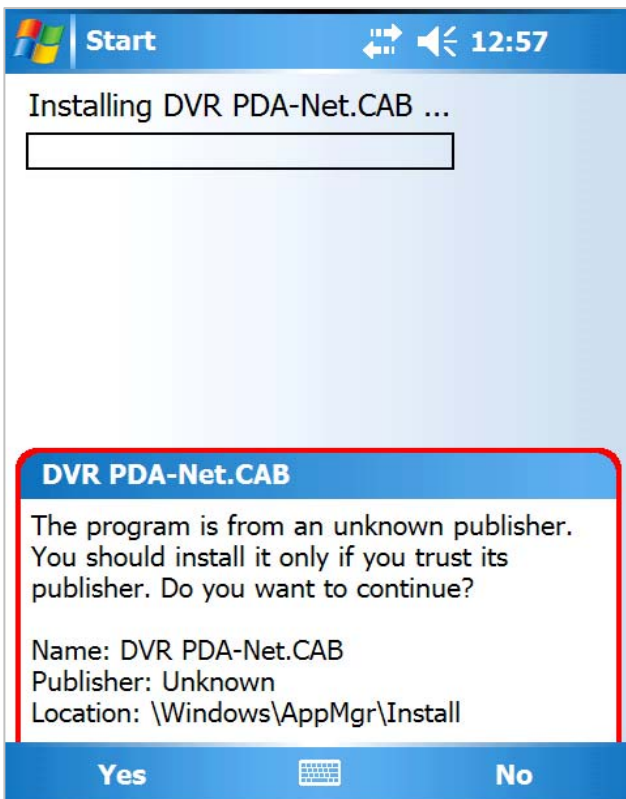 Start 12:57
Installing DVR PDA-Net.CAB ...
DVR PDA-Net.CAB
The program is from an unknown publisher.
You should install it only if you trust its
publisher. Do you want to continue?
Name: DVR PDA-Net.CAB
Publisher: Unknown
Location: \Windows\AppMgr\Install
Yes No